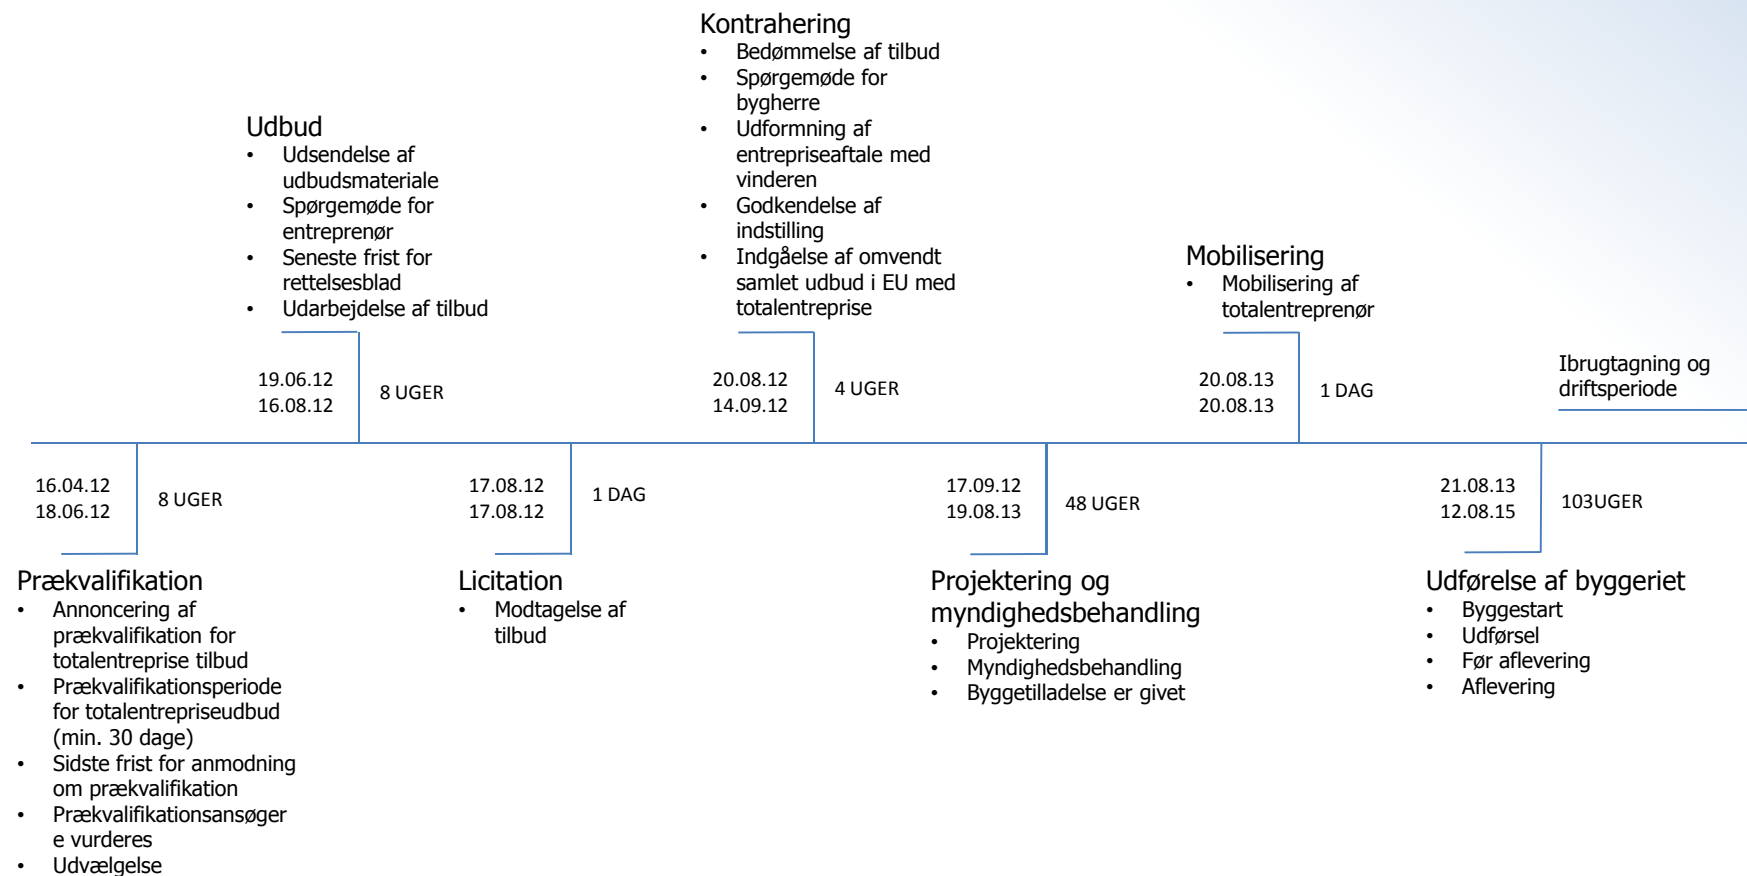 Kontrahering
• Bedømmelse af tilbud
• Spørgemøde for
bygherre
• Udformning af
entrepriseaftale med
vinderen
• Godkendelse af
indstilling
• Indgåelse af omvendt
samlet udbud i EU med
totalentreprise
Udbud
• Udsendelse af
udbudsmateriale
• Spørgemøde for
entreprenør
• Seneste frist for
rettelsesblad
• Udarbejdelse af tilbud
Mobilisering
• Mobilisering af
totalentreprenør
19.06.12
16.08.12
8 UGER
20.08.12
14.09.12
4 UGER
20.08.13
20.08.13
1 DAG
Ibrugtagning og
driftsperiode
16.04.12
18.06.12
8 UGER
17.08.12
17.08.12
1 DAG
17.09.12
19.08.13
48 UGER
21.08.13
12.08.15
103UGER
Prækvalifikation
• Annoncering af
prækvalifikation for
totalentreprise tilbud
• Prækvalifikationsperiode
for totalentrepriseudbud
(min. 30 dage)
• Sidste frist for anmodning
om prækvalifikation
• Prækvalifikationsansøger
e vurderes
• Udvælgelse
Licitation
• Modtagelse af
tilbud
Projektering og
myndighedsbehandling
• Projektering
• Myndighedsbehandling
• Byggetilladelse er givet
Udførelse af byggeriet
• Byggestart
• Udførsel
• Før aflevering
• Aflevering